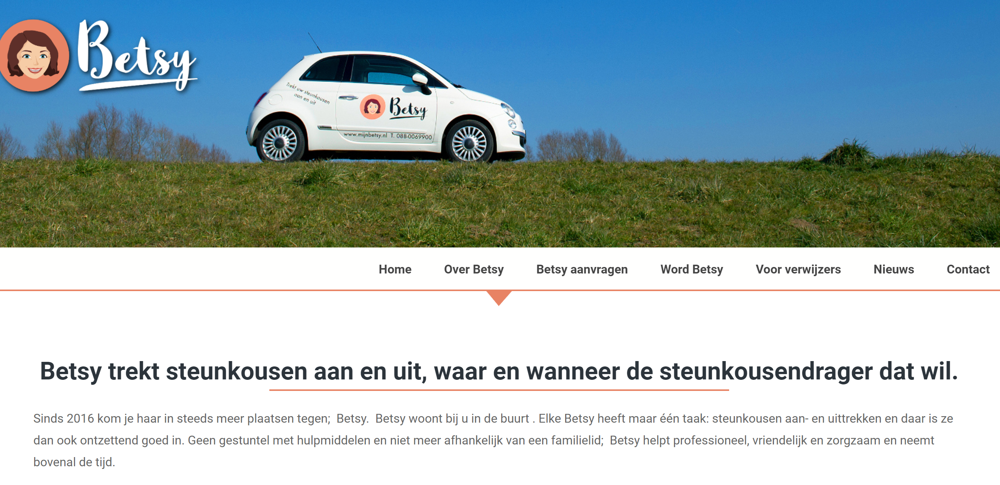 Betsy
Trekt uw steunkousen
aan en uit
Betsy
www.mijnbetsy.nl T. 088-0069900
Home Over Betsy Betsy aanvragen Word Betsy Voor verwijzers Nieuws Contact
Betsy trekt steunkousen aan en uit, waar en wanneer de steunkousendrager dat wil.
Sinds 2016 kom je haar in steeds meer plaatsen tegen; Betsy. Betsy woont bij u in de buurt . Elke Betsy heeft maar één taak: steunkousen aan- en uittrekken en daar is ze
dan ook ontzettend goed in. Geen gestuntel met hulpmiddelen en niet meer afhankelijk van een familielid; Betsy helpt professioneel, vriendelijk en zorgzaam en neemt
bovenal de tijd.